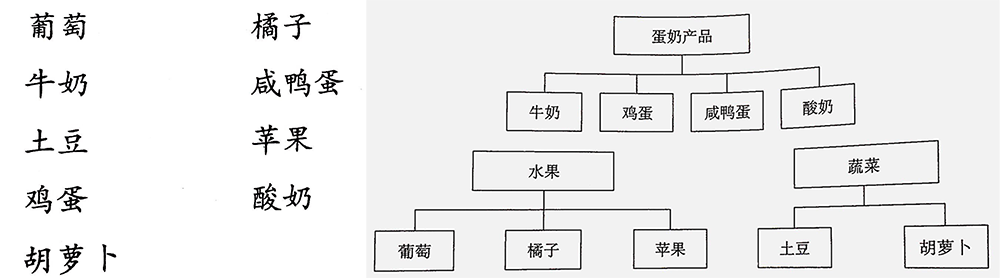 葡萄 橘子
牛奶 咸鸭蛋
土豆 苹果
鸡蛋 酸奶
胡萝卜
蛋奶产品
牛奶 鸡蛋 咸鸭蛋 酸奶
水果 蔬菜
葡萄 橘子 苹果 土豆 胡萝卜